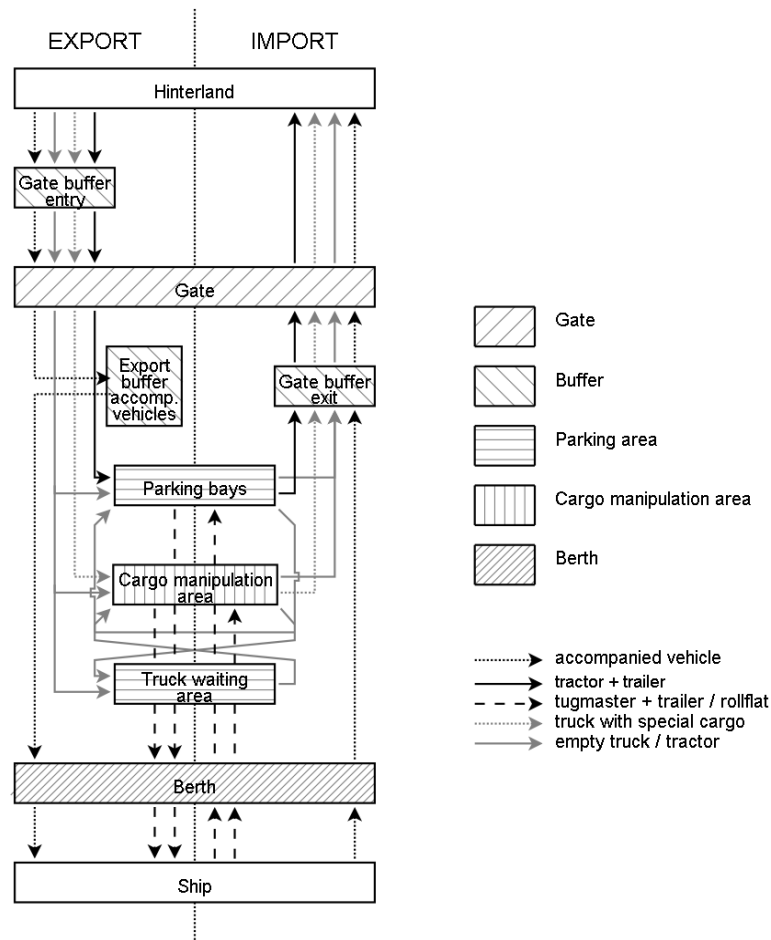 EXPORT IMPORT
Hinterland
Gate buffer
entry
Gate
Export
buffer
accomp.
vehicles
Gate buffer
exit
Parking bays
Cargo manipulation
area
Truck waiting
area
Berth
Ship
Gate
Buffer
Parking area
Cargo manipulation area
Berth
accompanied vehicle
tractor + trailer
tugmaster + trailer / rollflat
truck with special cargo
empty truck / tractor